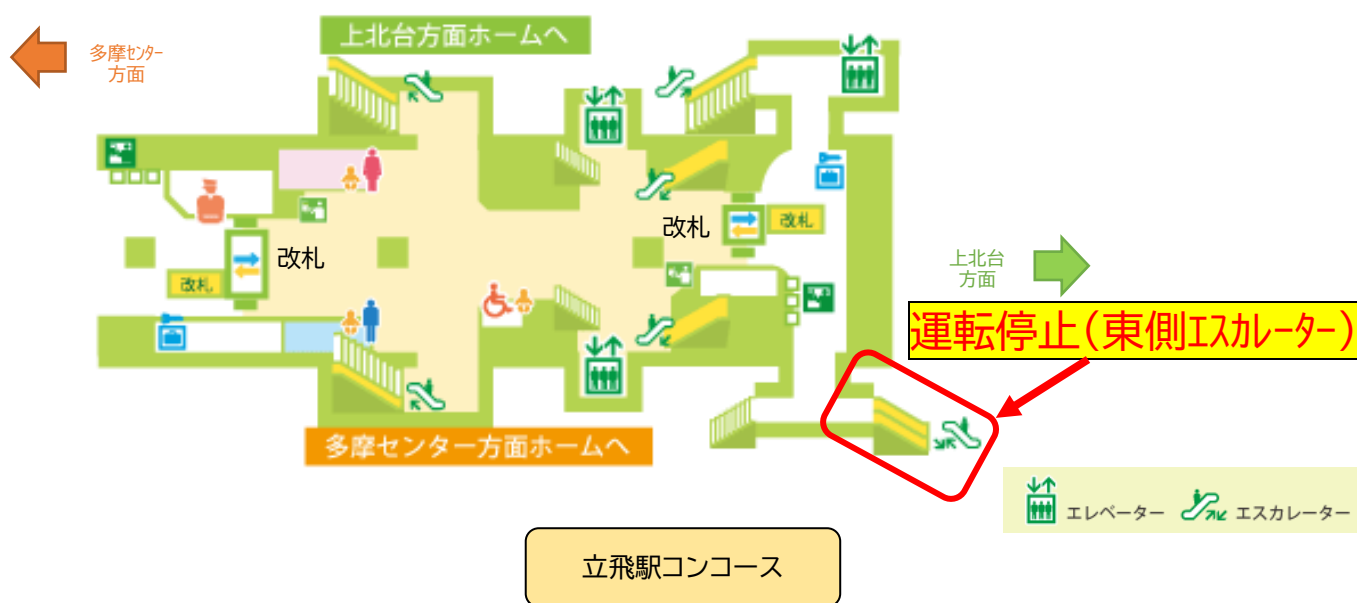 上北台方面ホームへ
多摩センター
方面
改札
改札
改札
改札
上北台
方面
運転停止(東側エスカレーター)
多摩センター方面ホームへ
エレベーター
エスカレーター
立飛駅コンコース